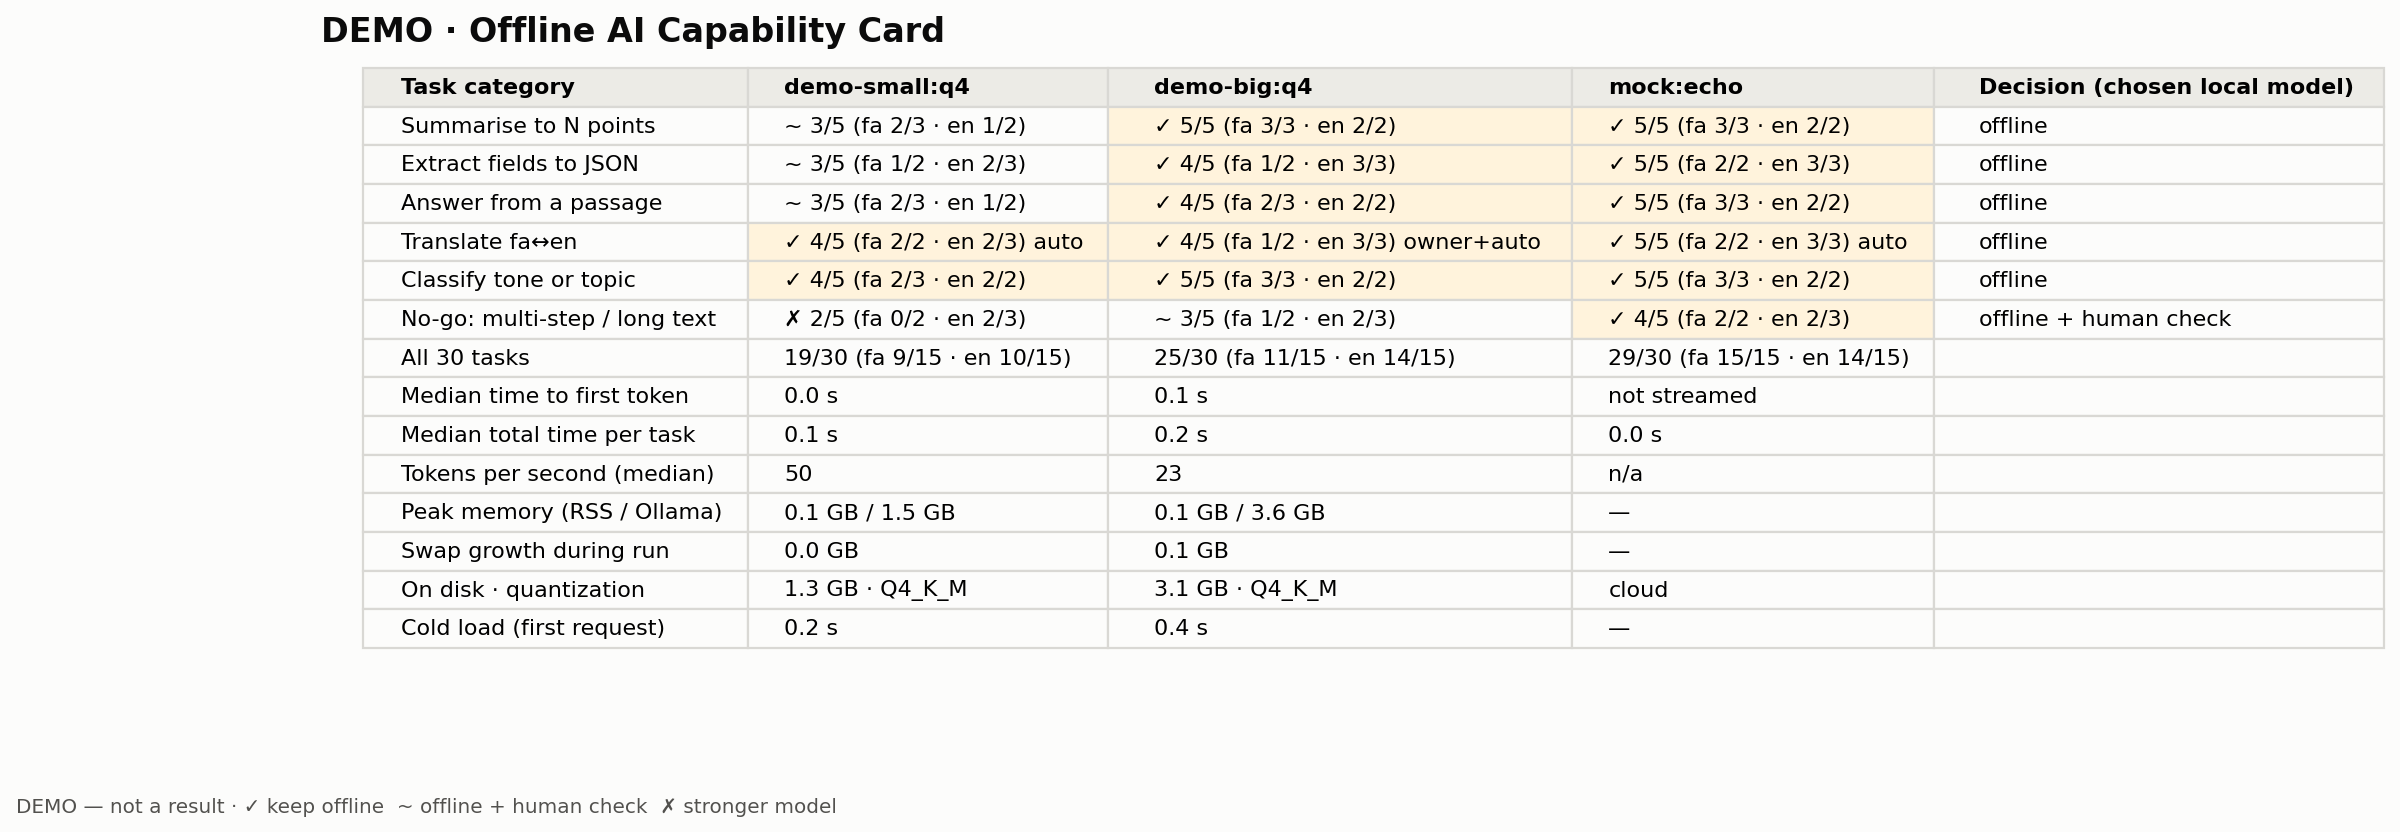 DEMO · Offline AI Capability Card
Task category demo-small:q4 demo-big:q4 mock:echo Decision (chosen local model)
Summarise to N points ~ 3/5 (fa 2/3 · en 1/2) ✓ 5/5 (fa 3/3 · en 2/2) ✓ 5/5 (fa 3/3 · en 2/2) offline
Extract fields to JSON ~ 3/5 (fa 1/2 · en 2/3) ✓ 4/5 (fa 1/2 · en 3/3) ✓ 5/5 (fa 2/2 · en 3/3) offline
Answer from a passage ~ 3/5 (fa 2/3 · en 1/2) ✓ 4/5 (fa 2/3 · en 2/2) ✓ 5/5 (fa 3/3 · en 2/2) offline
Translate fa↔en ✓ 4/5 (fa 2/2 · en 2/3) auto ✓ 4/5 (fa 1/2 · en 3/3) owner+auto ✓ 5/5 (fa 2/2 · en 3/3) auto offline
Classify tone or topic ✓ 4/5 (fa 2/3 · en 2/2) ✓ 5/5 (fa 3/3 · en 2/2) ✓ 5/5 (fa 3/3 · en 2/2) offline
No-go: multi-step / long text ✗ 2/5 (fa 0/2 · en 2/3) ~ 3/5 (fa 1/2 · en 2/3) ✓ 4/5 (fa 2/2 · en 2/3) offline + human check
All 30 tasks 19/30 (fa 9/15 · en 10/15) 25/30 (fa 11/15 · en 14/15) 29/30 (fa 15/15 · en 14/15)
Median time to first token 0.0 s 0.1 s not streamed
Median total time per task 0.1 s 0.2 s 0.0 s
Tokens per second (median) 50 23 n/a
Peak memory (RSS / Ollama) 0.1 GB / 1.5 GB 0.1 GB / 3.6 GB —
Swap growth during run 0.0 GB 0.1 GB —
On disk · quantization 1.3 GB · Q4_K_M 3.1 GB · Q4_K_M cloud
Cold load (first request) 0.2 s 0.4 s —
DEMO — not a result · ✓ keep offline ~ offline + human check ✗ stronger model